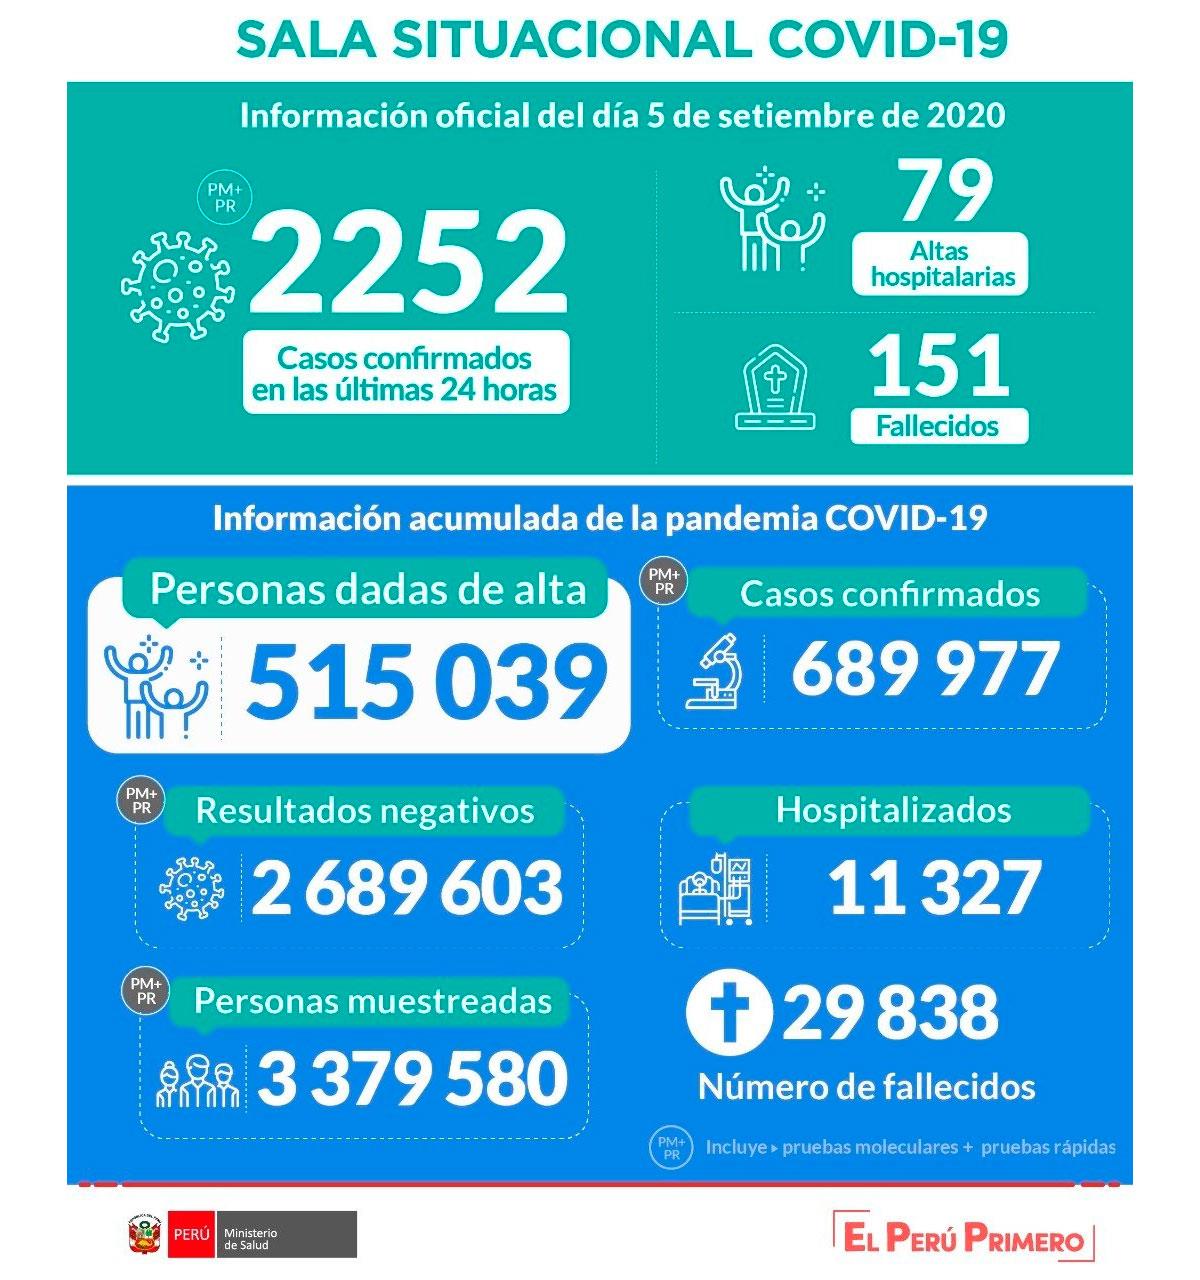 SALA SITUACIONAL COVID-19
Información oficial del día 5 de setiembre de 2020
PM+
PR
2252
Casos confirmados
en las últimas 24 horas
79
Altas
hospitalarias
151
Fallecidos
Información acumulada de la pandemia COVID-19
Personas dadas de alta
515 039
PM+
PR
Casos confirmados
689 977
PM+
PR
Resultados negativos
2 689 603
Hospitalizados
11 327
PM+
PR
Personas muestreadas
3 379 580
29 838
Número de fallecidos
PM+
PR
Incluye ▸ pruebas moleculares + pruebas rápidas
PERÚ
Ministerio
de Salud
EL PERÚ PRIMERO